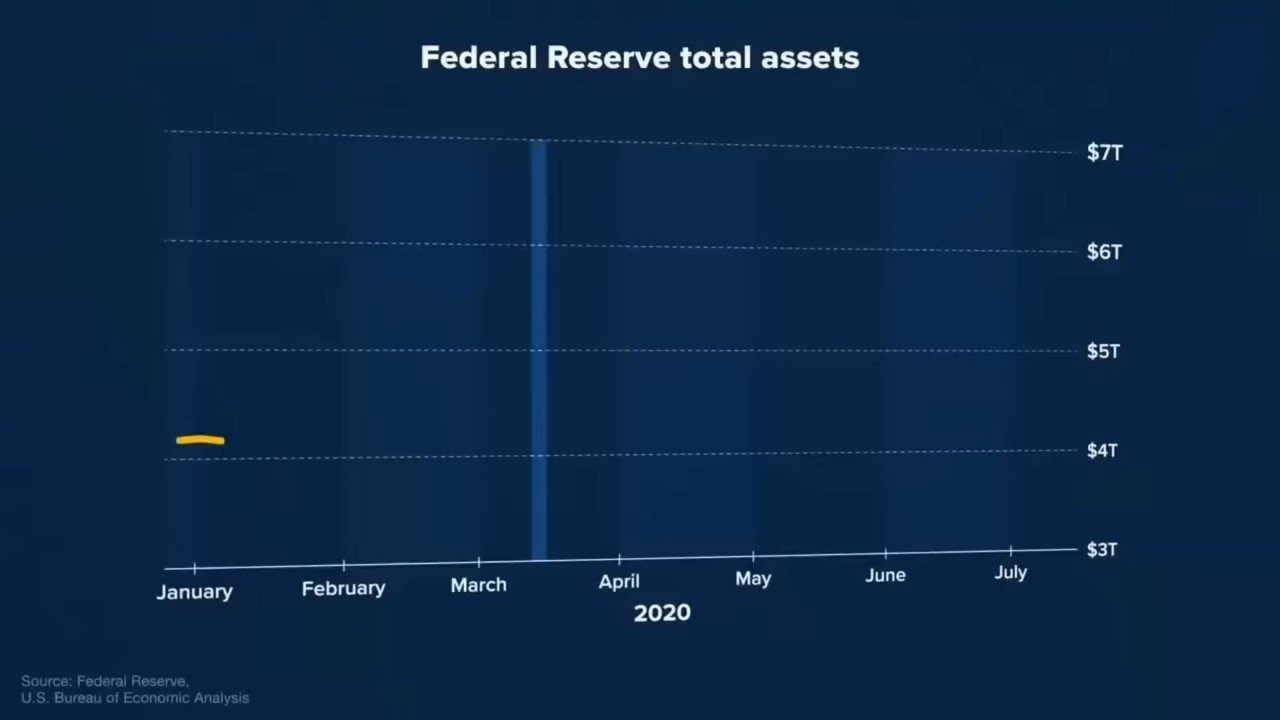 Federal Reserve total assets
$7T
$6T
$5T
$4T
$3T
January February March April May June July
2020
Source: Federal Reserve,
U.S. Bureau of Economic Analysis